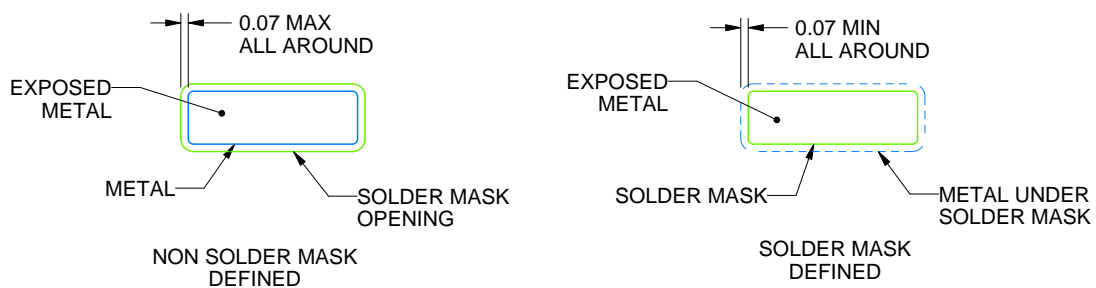 0.07 MAX
ALL AROUND
EXPOSED
METAL
METAL
SOLDER MASK
OPENING
NON SOLDER MASK
DEFINED
0.07 MIN
ALL AROUND
EXPOSED
METAL
SOLDER MASK
METAL UNDER
SOLDER MASK
SOLDER MASK
DEFINED